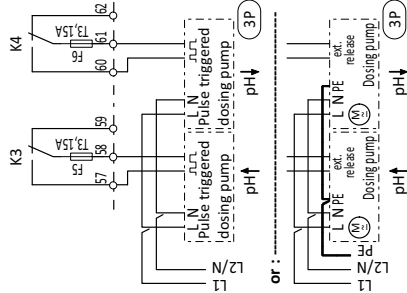 K3
K4
57
58
59
60
61
62
F5
T3,15A
F6
T3,15A
L N
Pulse triggered
dosing pump
L N
Pulse triggered
dosing pump
3P
pH
pH
L1
L2/N
or :
L N PE
M
ext.
release
Dosing pump
L N PE
M
ext.
release
Dosing pump
3P
pH
pH
PE
L1
L2/N